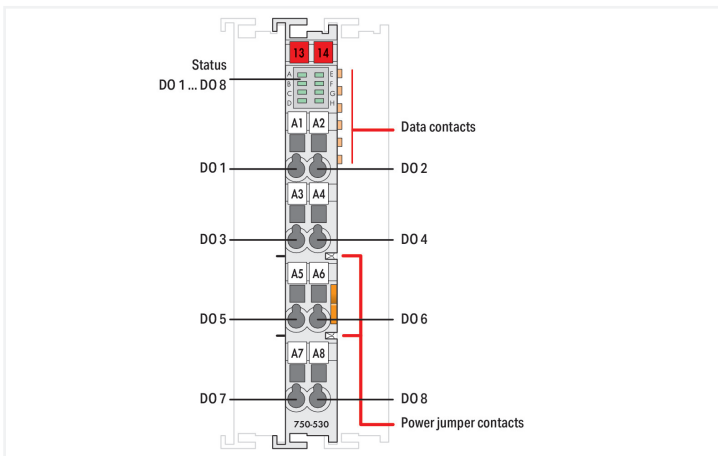 13 14
Status
DO 1 ... DO 8
A E
B F
C G
D H
A1 A2
Data contacts
DO 1 DO 2
A3 A4
DO 3 DO 4
A5 A6
DO 5 DO 6
A7 A8
DO 7 DO 8
750-530
Power jumper contacts